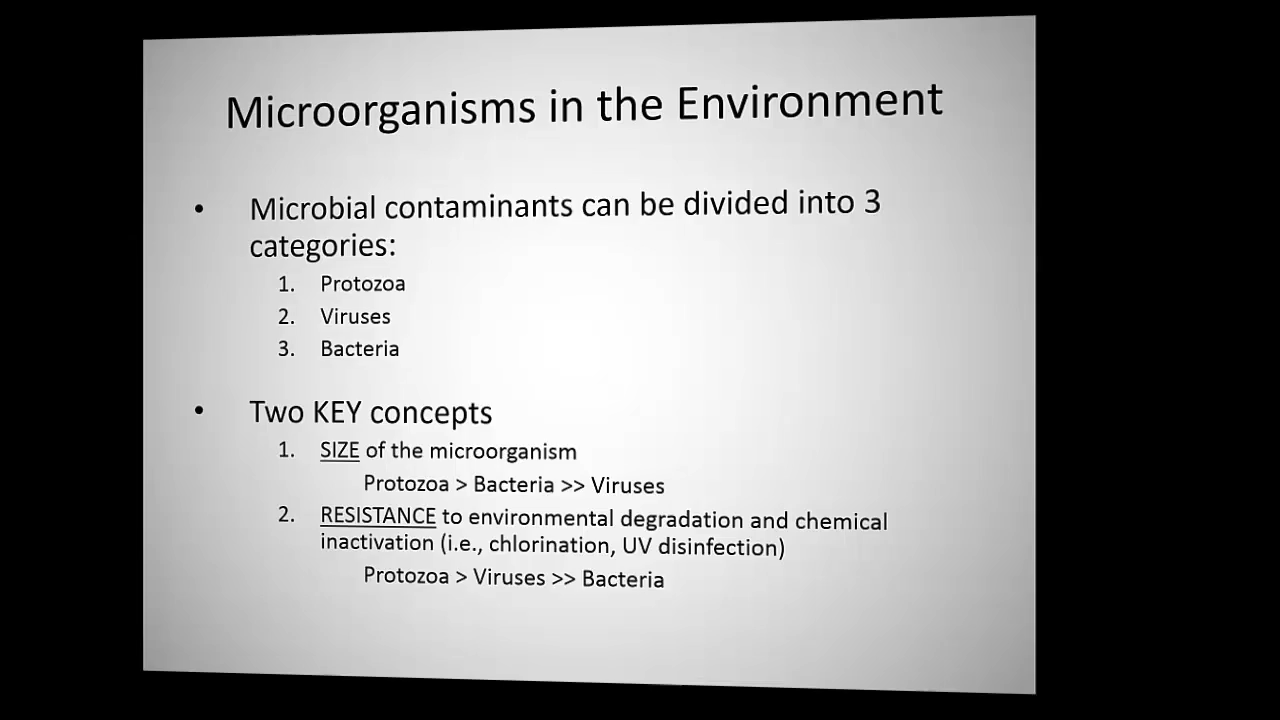 Microorganisms in the Environment
• Microbial contaminants can be divided into 3
categories:
1. Protozoa
2. Viruses
3. Bacteria
• Two KEY concepts
1. SIZE of the microorganism
Protozoa > Bacteria >> Viruses
2. RESISTANCE to environmental degradation and chemical
inactivation (i.e., chlorination, UV disinfection)
Protozoa > Viruses >> Bacteria